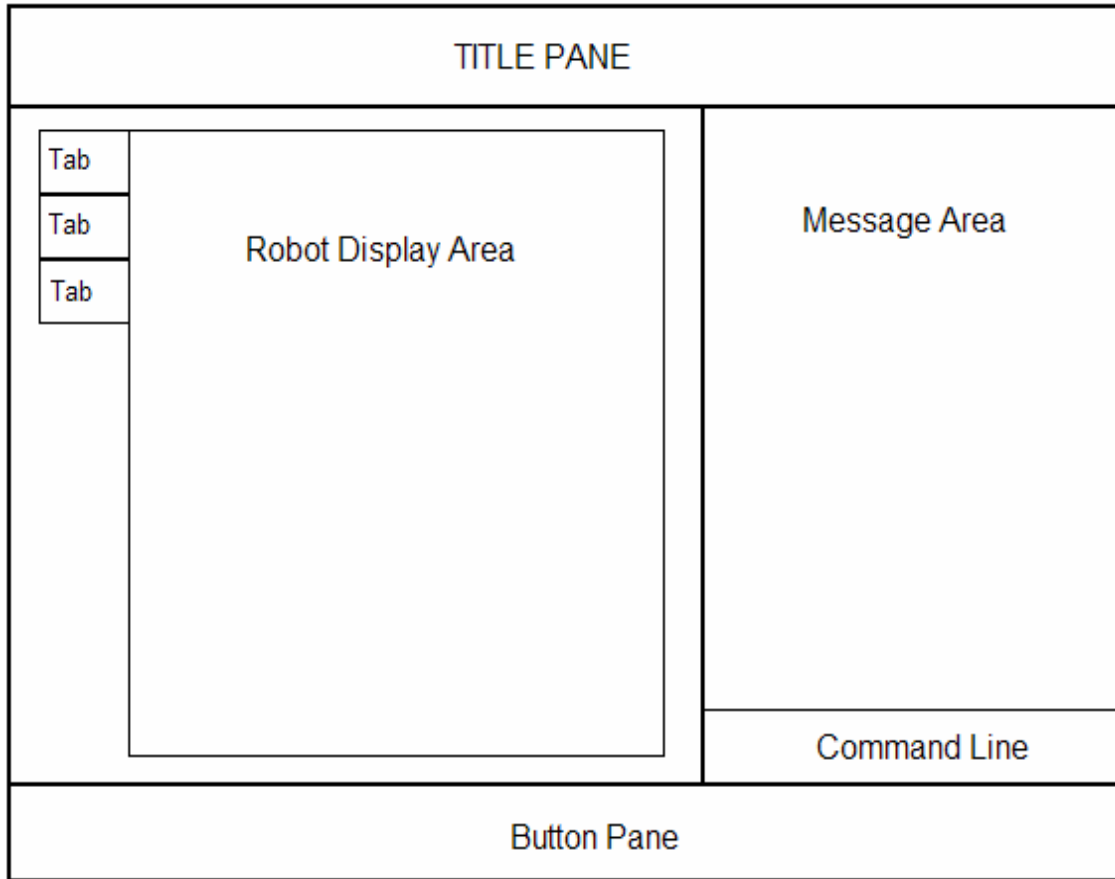 TITLE PANE
Tab
Tab
Tab
Robot Display Area
Message Area
Command Line
Button Pane